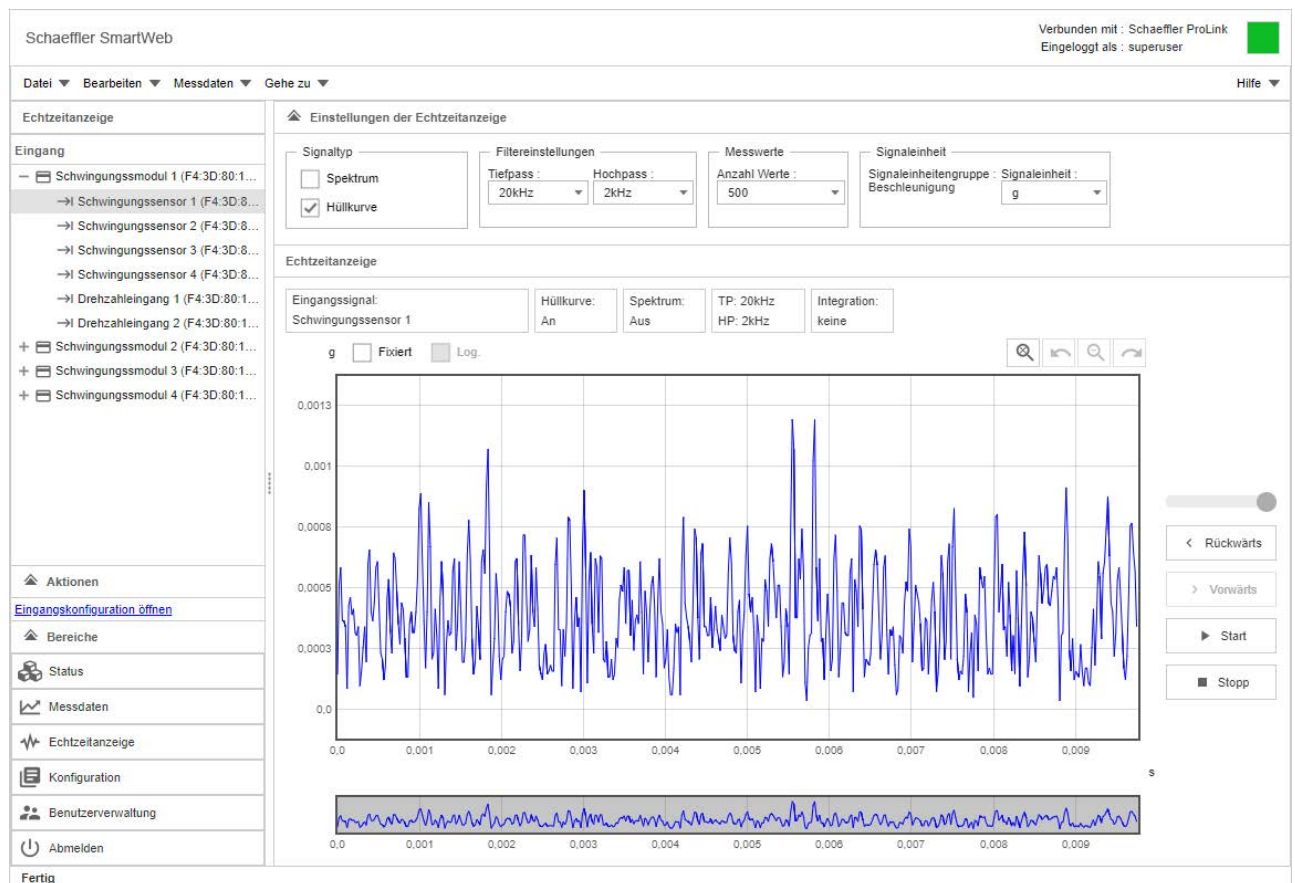 Schaeffler SmartWeb
Verbunden mit : Schaeffler ProLink
Eingeloggt als : superuser
Datei Bearbeiten Messdaten Gehe zu Hilfe
Echtzeitanzeige
Eingang
Schwingungssmodul 1 (F4:3D:80:1...
Schwingungssensor 1 (F4:3D:8...
Schwingungssensor 2 (F4:3D:8...
Schwingungssensor 3 (F4:3D:8...
Schwingungssensor 4 (F4:3D:8...
Drehzahleingang 1 (F4:3D:80:1...
Drehzahleingang 2 (F4:3D:80:1...
Schwingungssmodul 2 (F4:3D:80:1...
Schwingungssmodul 3 (F4:3D:80:1...
Schwingungssmodul 4 (F4:3D:80:1...
Aktionen
Eingangskonfiguration öffnen
Bereiche
Status
Messdaten
Echtzeitanzeige
Konfiguration
Benutzerverwaltung
Abmelden
Fertig
Einstellungen der Echtzeitanzeige
Signaltyp
Spektrum
Hüllkurve
Filtereinstellungen
Tiefpass : Hochpass :
20kHz 2kHz
Messwerte
Anzahl Werte :
500
Signaleinheit
Signaleinheitengruppe : Signaleinheit :
Beschleunigung g
Echtzeitanzeige
Eingangssignal:
Schwingungssensor 1
Hüllkurve:
An
Spektrum:
Aus
TP: 20kHz
HP: 2kHz
Integration:
keine
g Fixiert Log.
0,0013
0,001
0,0008
0,0005
0,0003
0,0
0,0 0,001 0,002 0,003 0,004 0,005 0,006 0,007 0,008 0,009
s
0,0 0,001 0,002 0,003 0,004 0,005 0,006 0,007 0,008 0,009
Rückwärts
Vorwärts
Start
Stopp